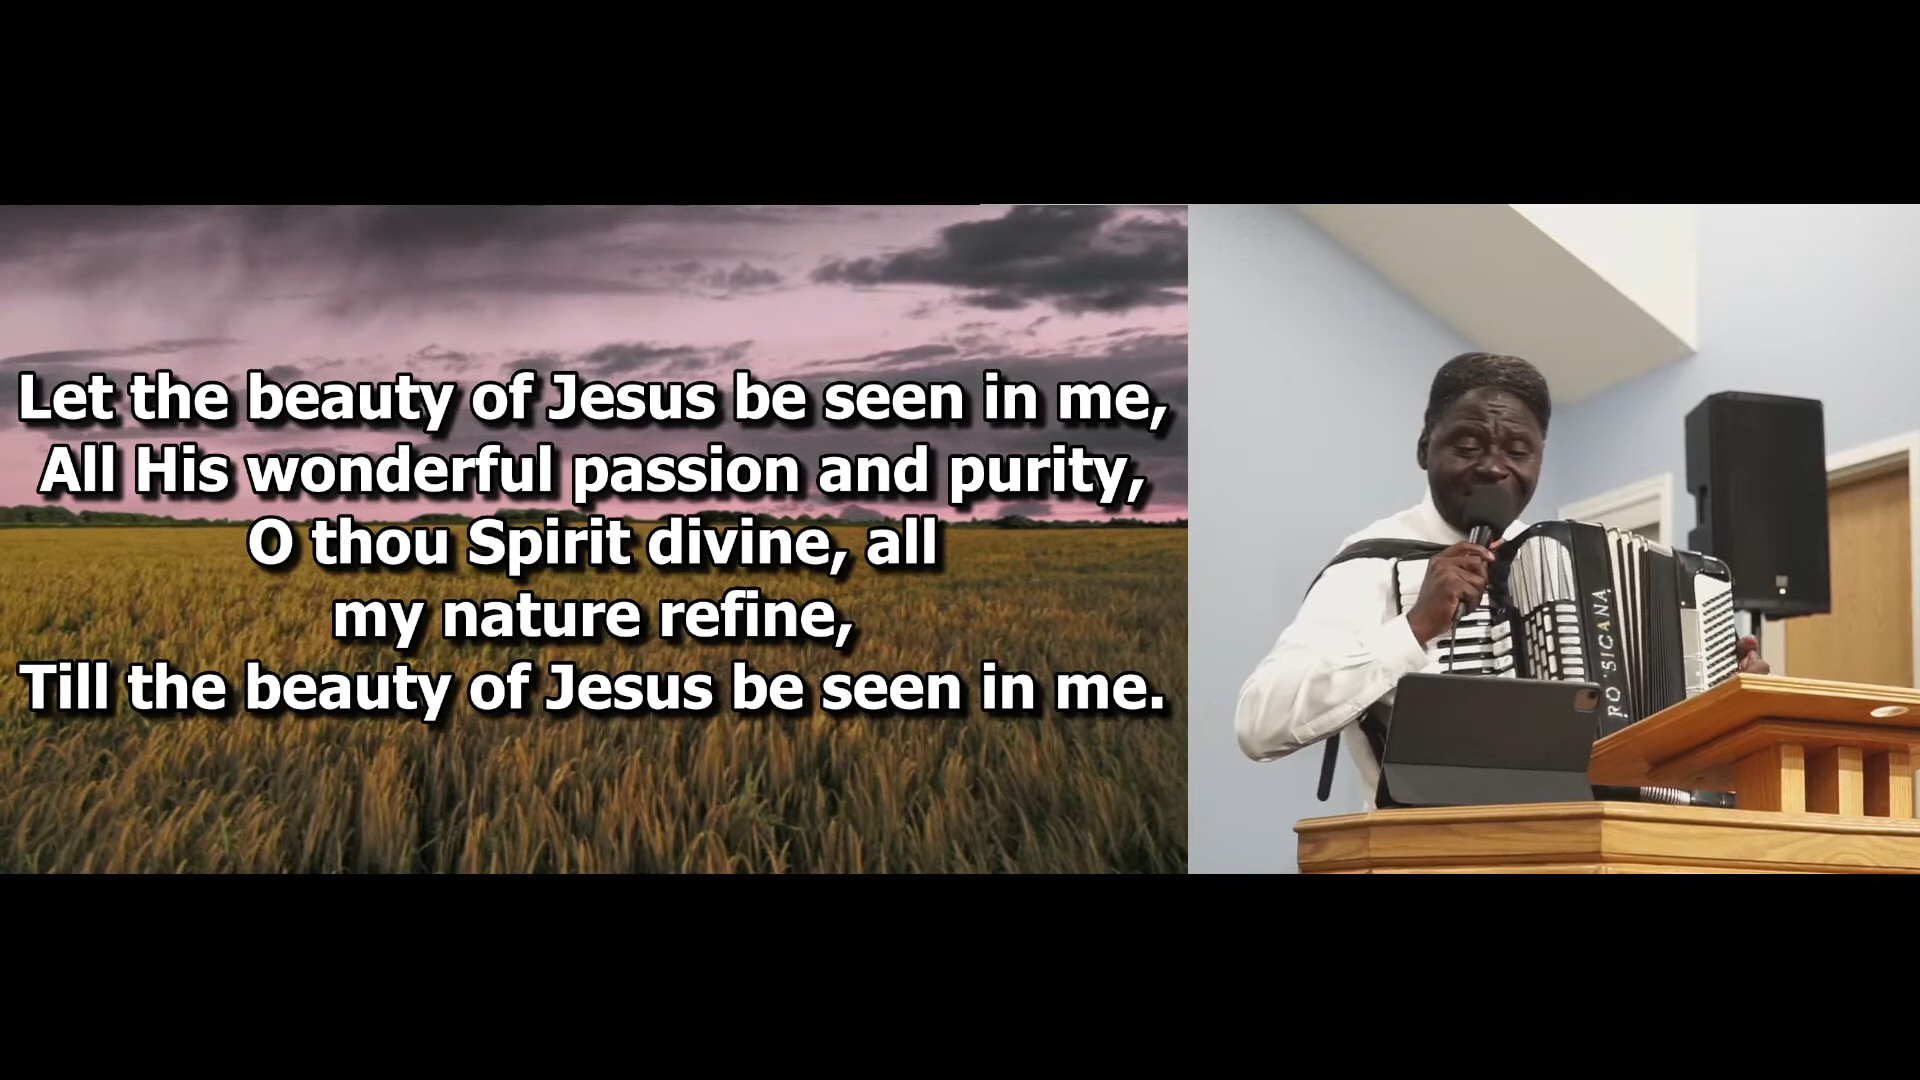 Let the beauty of Jesus be seen in me,
All His wonderful passion and purity,
O thou Spirit divine, all
my nature refine,
Till the beauty of Jesus be seen in me.